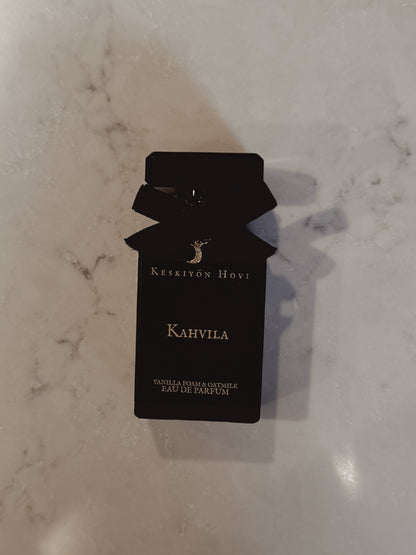 Keskiyön Hovi
Kahvila
Vanilla Foam & Oatmilk
Eau de Parfum